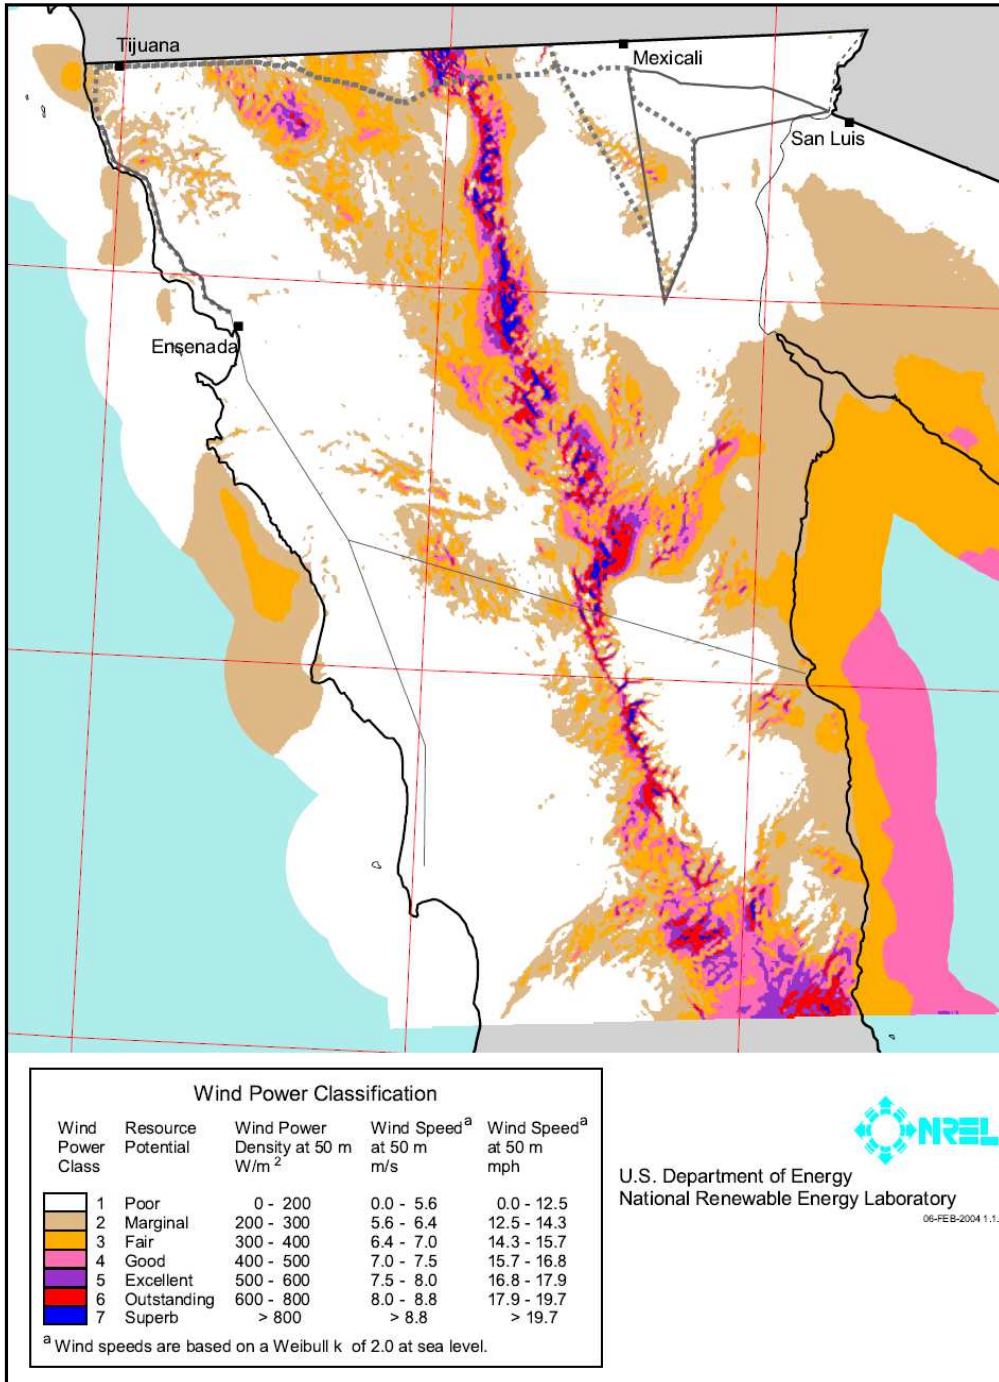 Tijuana
Mexicali
San Luis
Ensenada
Wind Power Classification
Wind Power Class Resource Potential Wind Power Density at 50 m W/m 2 Wind Speed a at 50 m m/s Wind Speed a at 50 m mph
1 Poor 0 - 200 0.0 - 5.6 0.0 - 12.5
2 Marginal 200 - 300 5.6 - 6.4 12.5 - 14.3
3 Fair 300 - 400 6.4 - 7.0 14.3 - 15.7
4 Good 400 - 500 7.0 - 7.5 15.7 - 16.8
5 Excellent 500 - 600 7.5 - 8.0 16.8 - 17.9
6 Outstanding 600 - 800 8.0 - 8.8 17.9 - 19.7
7 Superb > 800 > 8.8 > 19.7
a Wind speeds are based on a Weibull k of 2.0 at sea level.
NREL
U.S. Department of Energy
National Renewable Energy Laboratory
06-FEB-2004 1.1.